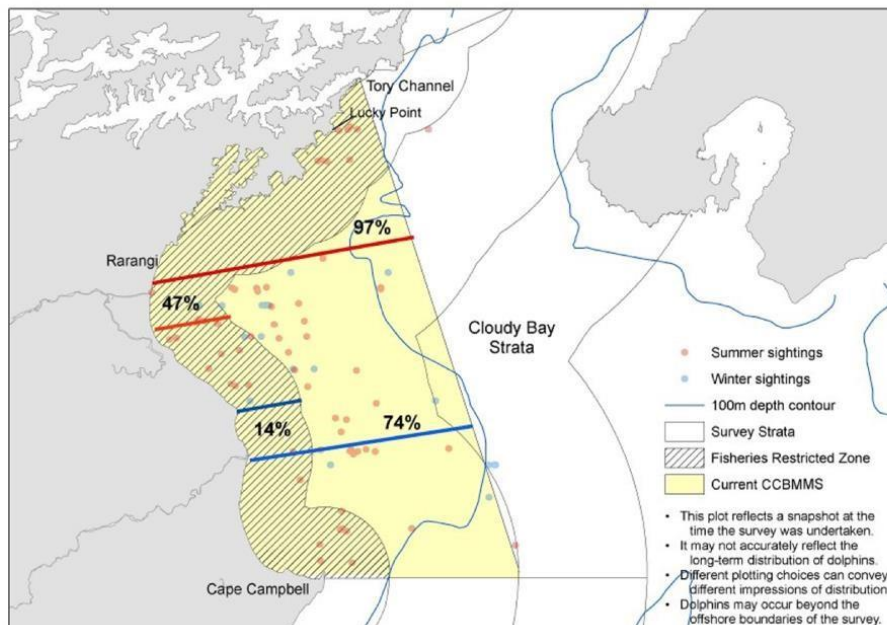 Tory Channel
Lucky Point
97%
Rarangi
47%
Cloudy Bay
Strata
Summer sightings
Winter sightings
14%
74%
100m depth contour
Survey Strata
Fisheries Restricted Zone
Current CCBMMS
• This plot reflects a snapshot at the
time the survey was undertaken.
• It may not accurately reflect the
long-term distribution of dolphins.
• Different plotting choices can convey
different impressions of distribution
• Dolphins may occur beyond the
offshore boundaries of the survey.
Cape Campbell